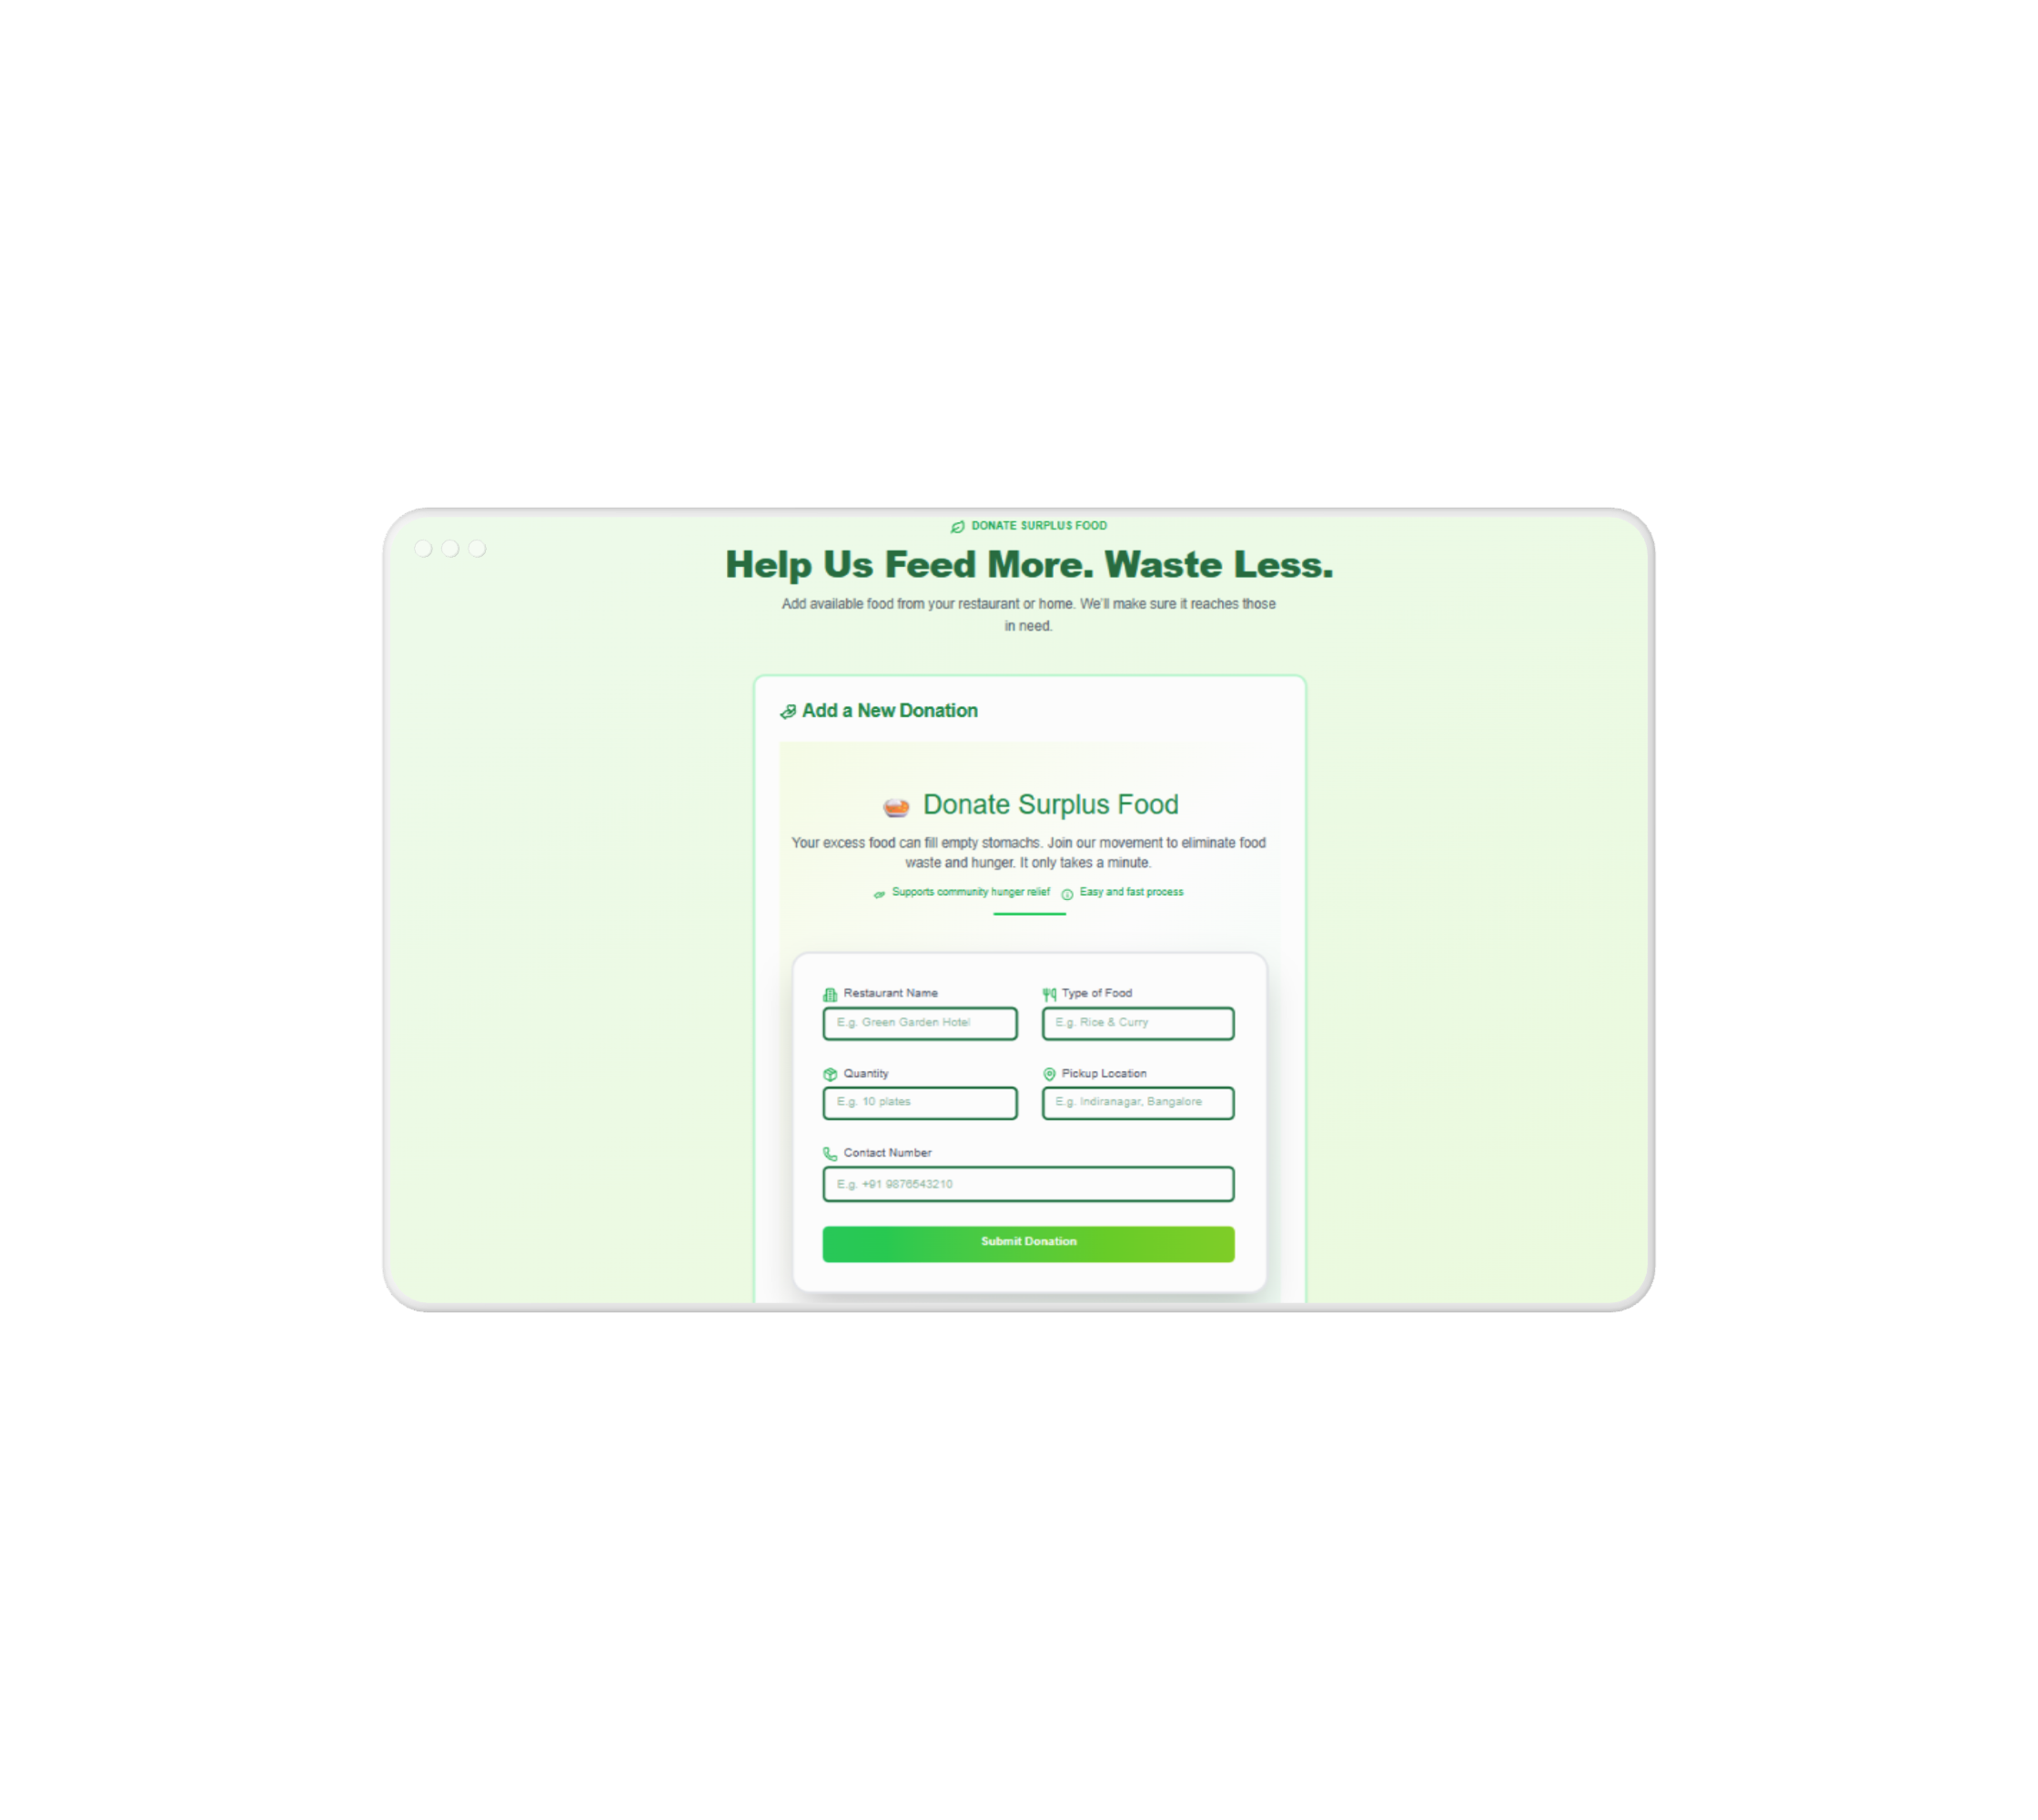 DONATE SURPLUS FOOD
Help Us Feed More. Waste Less.
Add available food from your restaurant or home. We'll make sure it reaches those
in need.
Add a New Donation
Donate Surplus Food
Your excess food can fill empty stomachs. Join our movement to eliminate food
waste and hunger. It only takes a minute.
Supports community hunger relief Easy and fast process
Restaurant Name Type of Food
E.g. Green Garden Hotel E.g. Rice & Curry
Quantity Pickup Location
E.g. 10 plates E.g. Indiranagar, Bangalore
Contact Number
E.g. +91 9876543210
Submit Donation